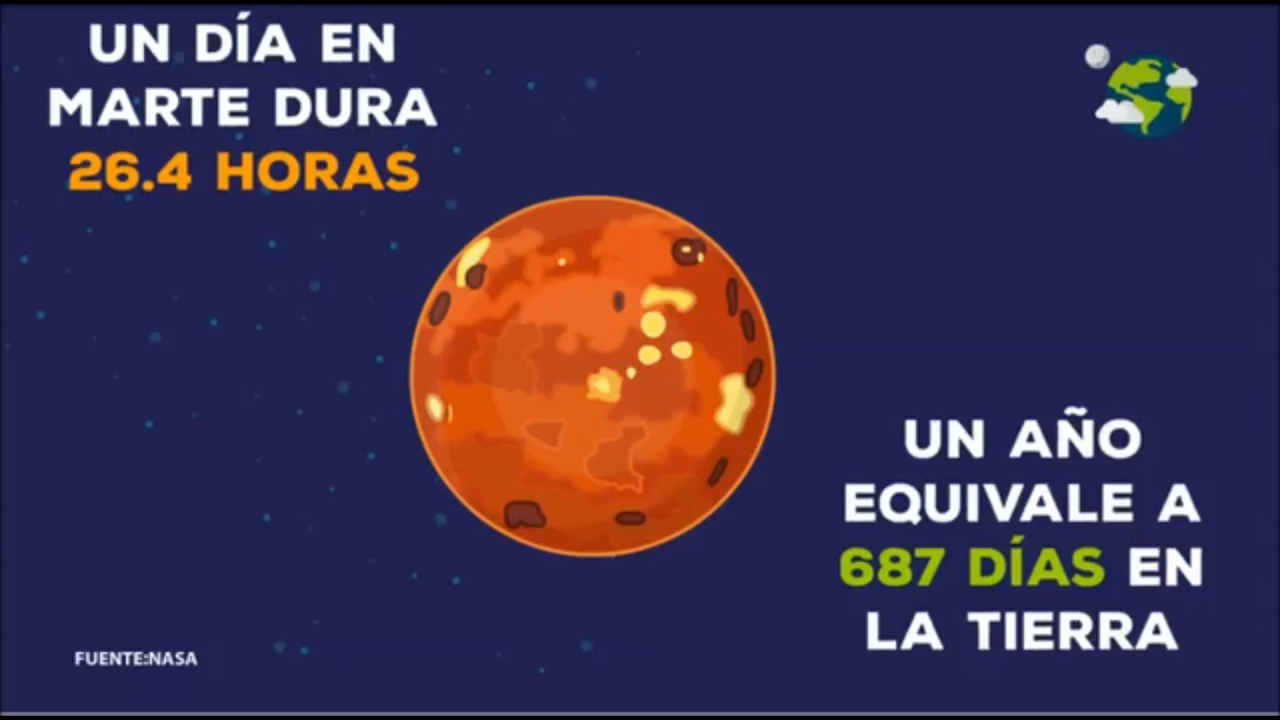 UN DÍA EN
MARTE DURA
26.4 HORAS
UN AÑO
EQUIVALE A
687 DÍAS EN
LA TIERRA
FUENTE:NASA